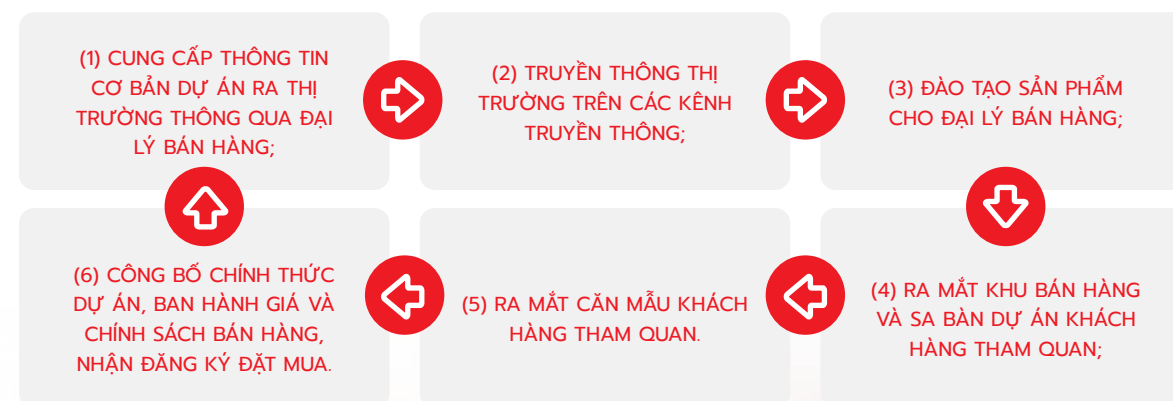 (1) CUNG CẤP THÔNG TIN
CƠ BẢN DỰ ÁN RA THỊ
TRƯỜNG THÔNG QUA ĐẠI
LÝ BÁN HÀNG;
(2) TRUYỀN THÔNG THỊ
TRƯỜNG TRÊN CÁC KÊNH
TRUYỀN THÔNG;
(3) ĐÀO TẠO SẢN PHẨM
CHO ĐẠI LÝ BÁN HÀNG;
(4) RA MẮT KHU BÁN HÀNG
VÀ SA BÀN DỰ ÁN KHÁCH
HÀNG THAM QUAN;
(5) RA MẮT CĂN MẪU KHÁCH
HÀNG THAM QUAN.
(6) CÔNG BỐ CHÍNH THỨC
DỰ ÁN, BAN HÀNH GIÁ VÀ
CHÍNH SÁCH BÁN HÀNG,
NHẬN ĐĂNG KÝ ĐẶT MUA.